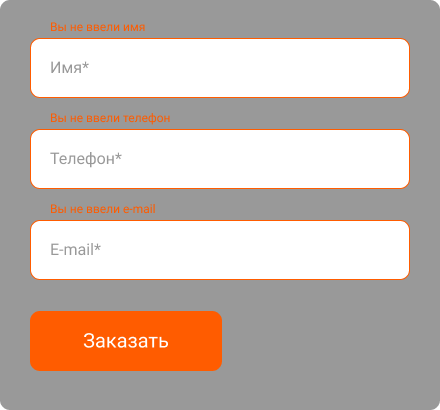 Вы не ввели имя
Имя*
Вы не ввели телефон
Телефон*
Вы не ввели e-mail
E-mail*
Заказать